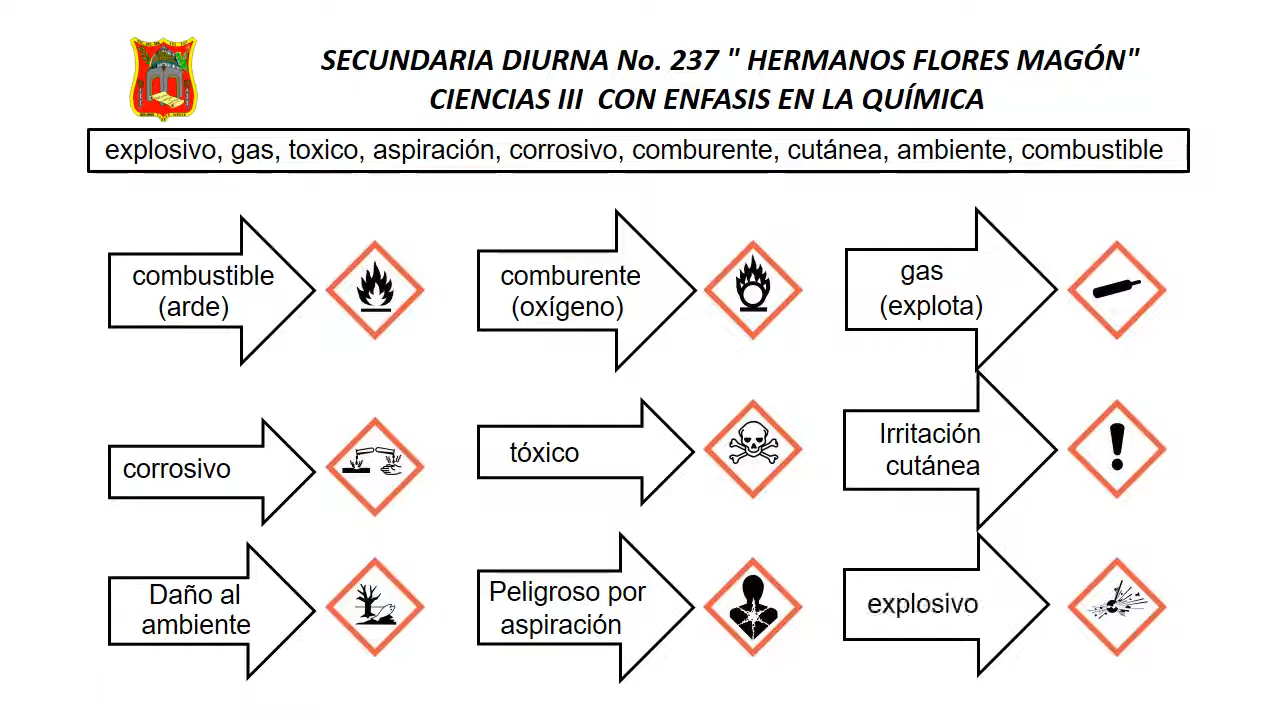 SECUNDARIA DIURNA No. 237 " HERMANOS FLORES MAGÓN"
CIENCIAS III CON ENFASIS EN LA QUÍMICA
explosivo, gas, toxico, aspiración, corrosivo, comburente, cutánea, ambiente, combustible
combustible
(arde)
comburente
(oxígeno)
gas
(explota)
corrosivo
tóxico
Irritación
cutánea
Daño al
ambiente
Peligroso por
aspiración
explosivo